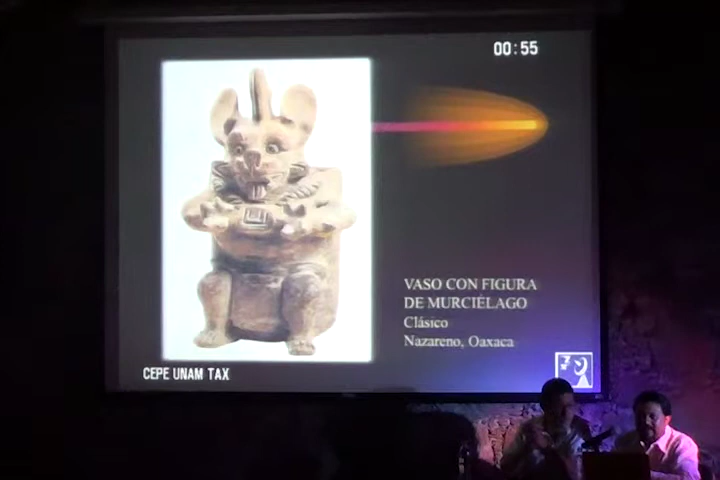 00:55
VASO CON FIGURA
DE MURCIÉLAGO
Clásico
Nazareno, Oaxaca
CEPE UNAM TAX